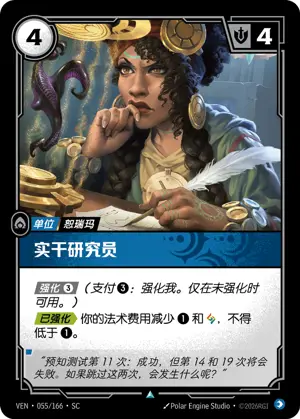 4
4
单位 恕瑞玛
实干研究员
强化 3 (支付 3:强化我。仅在未强化时
可用。)
已强化 你的法术费用减少 1 和 ,不得
低于 1。
"预知测试第 11 次:成功,但第 14 和 19 次将会
失败。如果跳过这两次,会发生什么呢?"
VEN • 055/166 • SC
Polar Engine Studio • ©2026RGI